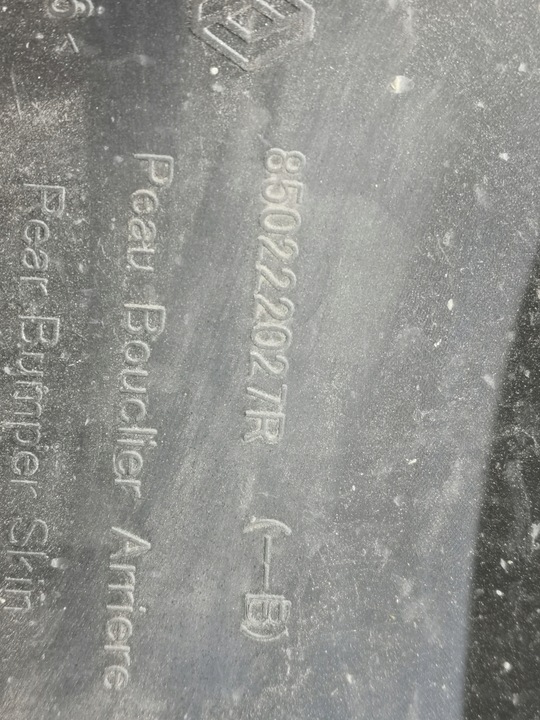 850222027R (--B)
Peau Bouclier Arriere
Rear Bumper Skin